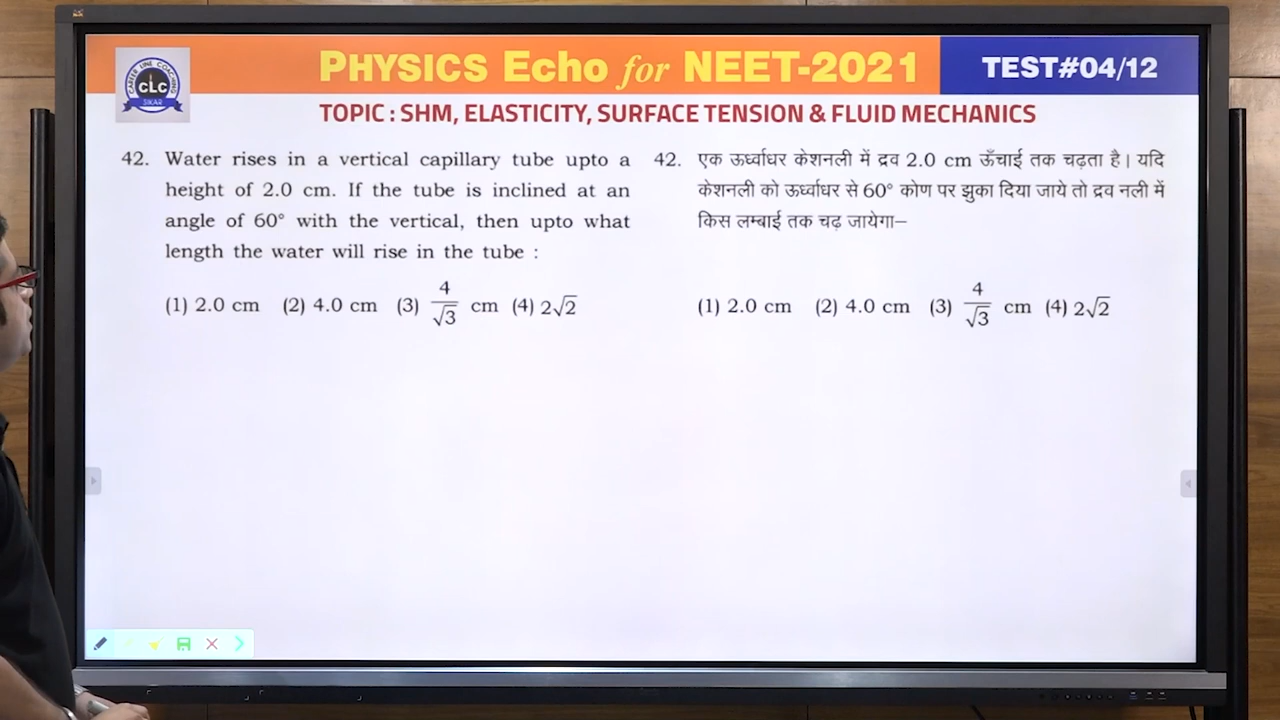 PHYSICS Echo for NEET-2021
TEST#04/12
CAREER LINE COACHING
CLC
SIKAR
TOPIC : SHM, ELASTICITY, SURFACE TENSION & FLUID MECHANICS
42. Water rises in a vertical capillary tube upto a
height of 2.0 cm. If the tube is inclined at an
angle of 60° with the vertical, then upto what
length the water will rise in the tube :
(1) 2.0 cm (2) 4.0 cm (3) 4/√3 cm (4) 2√2
42. एक ऊर्ध्वाधर केशनली में द्रव 2.0 cm ऊँचाई तक चढ़ता है। यदि
केशनली को ऊर्ध्वाधर से 60° कोण पर झुका दिया जाये तो द्रव नली में
किस लम्बाई तक चढ़ जायेगा–
(1) 2.0 cm (2) 4.0 cm (3) 4/√3 cm (4) 2√2